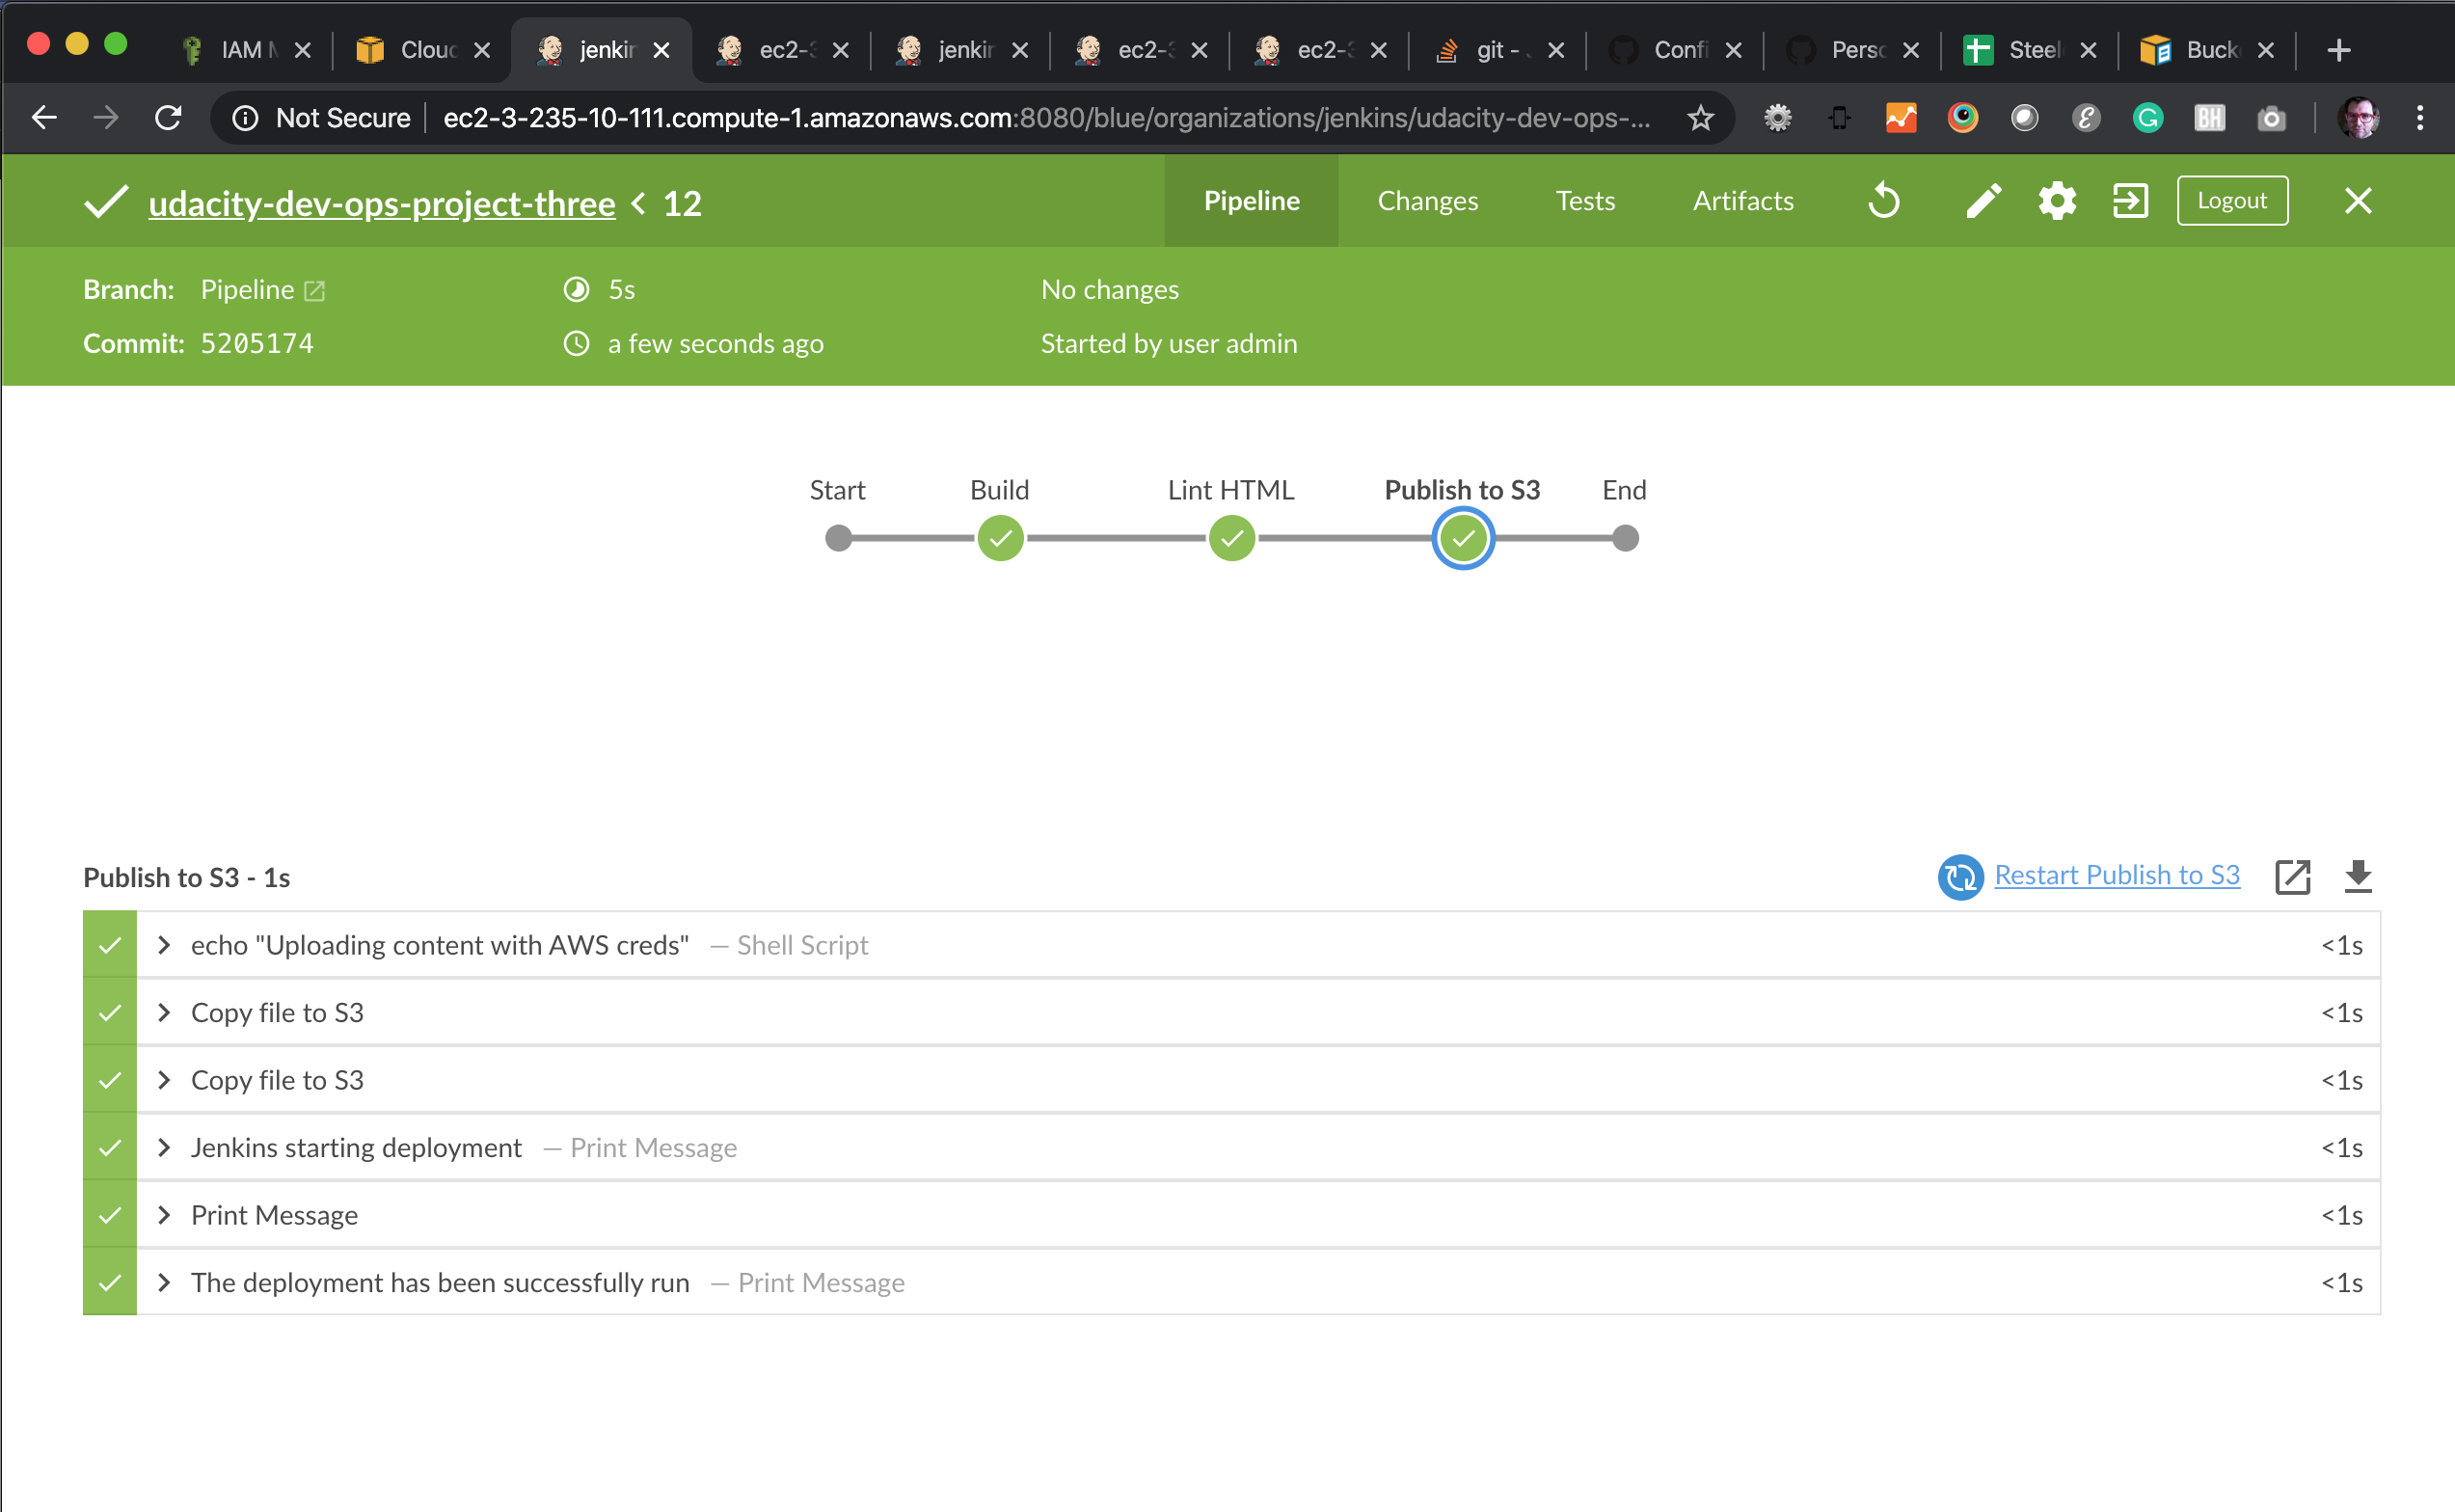 IAM M Cloud jenkin ec2-3 jenkin ec2-3 ec2-3 git - J Confi Perso Steel Buck
Not Secure ec2-3-235-10-111.compute-1.amazonaws.com:8080/blue/organizations/jenkins/udacity-dev-ops-... BH
udacity-dev-ops-project-three < 12 Pipeline Changes Tests Artifacts Logout
Branch: Pipeline 5s No changes
Commit: 5205174 a few seconds ago Started by user admin
Start Build Lint HTML Publish to S3 End
Publish to S3 - 1s Restart Publish to S3
echo "Uploading content with AWS creds" — Shell Script <1s
Copy file to S3 <1s
Copy file to S3 <1s
Jenkins starting deployment — Print Message <1s
Print Message <1s
The deployment has been successfully run — Print Message <1s